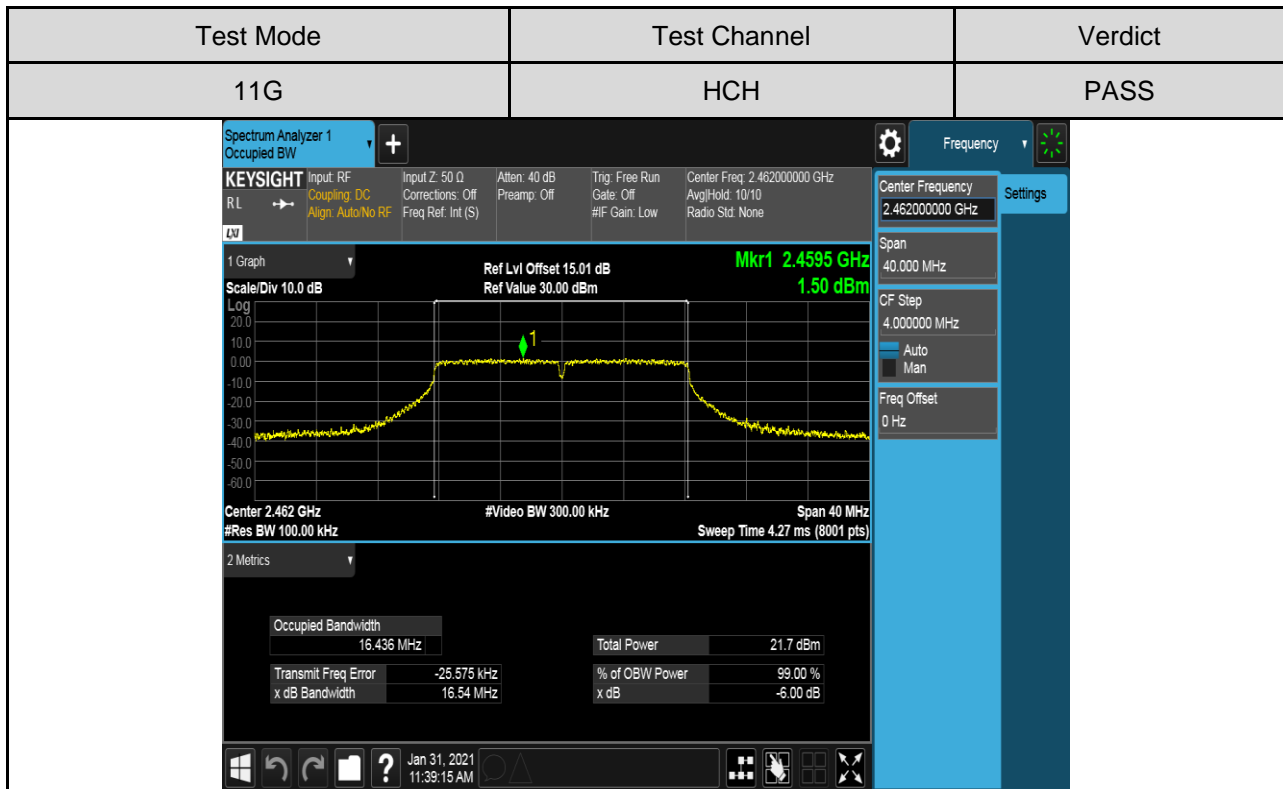 Test Mode Test Channel Verdict
11G HCH PASS
Spectrum Analyzer 1
Occupied BW
+
Frequency
KEYSIGHT Input: RF Input Z: 50 Ω Atten: 40 dB Trig: Free Run Center Freq: 2.462000000 GHz
RL Coupling: DC Corrections: Off Preamp: Off Gate: Off Avg|Hold: 10/10
Align: Auto/No RF Freq Ref: Int (S) #IF Gain: Low Radio Std: None
LXI
Center Frequency
2.462000000 GHz
Settings
Span
40.000 MHz
CF Step
4.000000 MHz
Auto
Man
Freq Offset
0 Hz
1 Graph Ref Lvl Offset 15.01 dB Mkr1 2.4595 GHz
Scale/Div 10.0 dB Ref Value 30.00 dBm 1.50 dBm
Log
20.0
10.0
1
0.00
-10.0
-20.0
-30.0
-40.0
-50.0
-60.0
Center 2.462 GHz #Video BW 300.00 kHz Span 40 MHz
#Res BW 100.00 kHz Sweep Time 4.27 ms (8001 pts)
2 Metrics
Occupied Bandwidth
16.436 MHz Total Power 21.7 dBm
Transmit Freq Error -25.575 kHz % of OBW Power 99.00 %
x dB Bandwidth 16.54 MHz x dB -6.00 dB
? Jan 31, 2021
11:39:15 AM